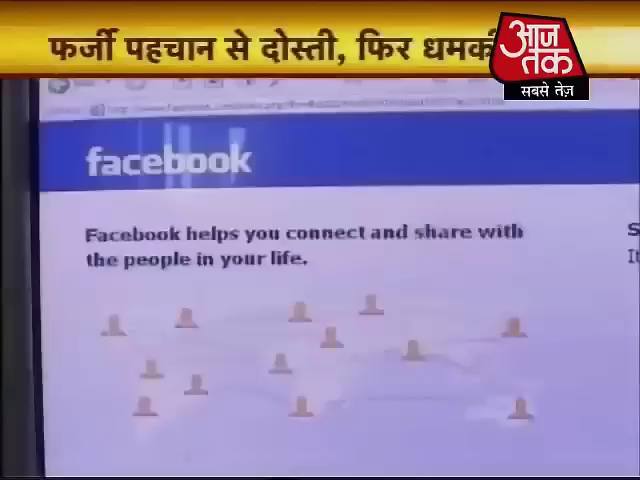 फर्जी पहचान से दोस्ती, फिर धमकी
आज
तक
सबसे तेज़
facebook
Facebook helps you connect and share with
the people in your life.
S
It